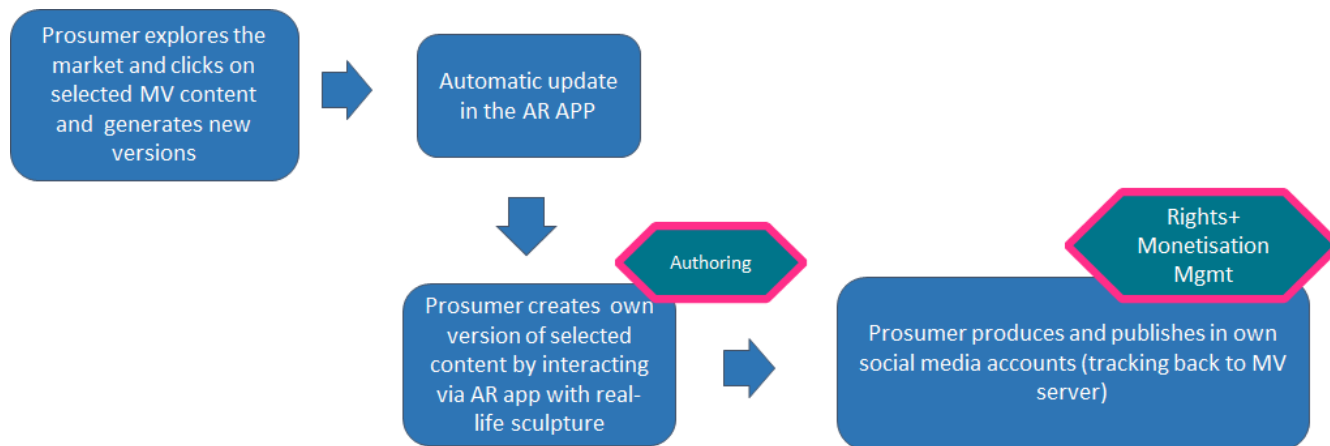 Prosumer explores the
market and clicks on
selected MV content
and generates new
versions
Automatic update
in the AR APP
Authoring
Prosumer creates own
version of selected
content by interacting
via AR app with real-
life sculpture
Rights+
Monetisation
Mgmt
Prosumer produces and publishes in own
social media accounts (tracking back to MV
server)